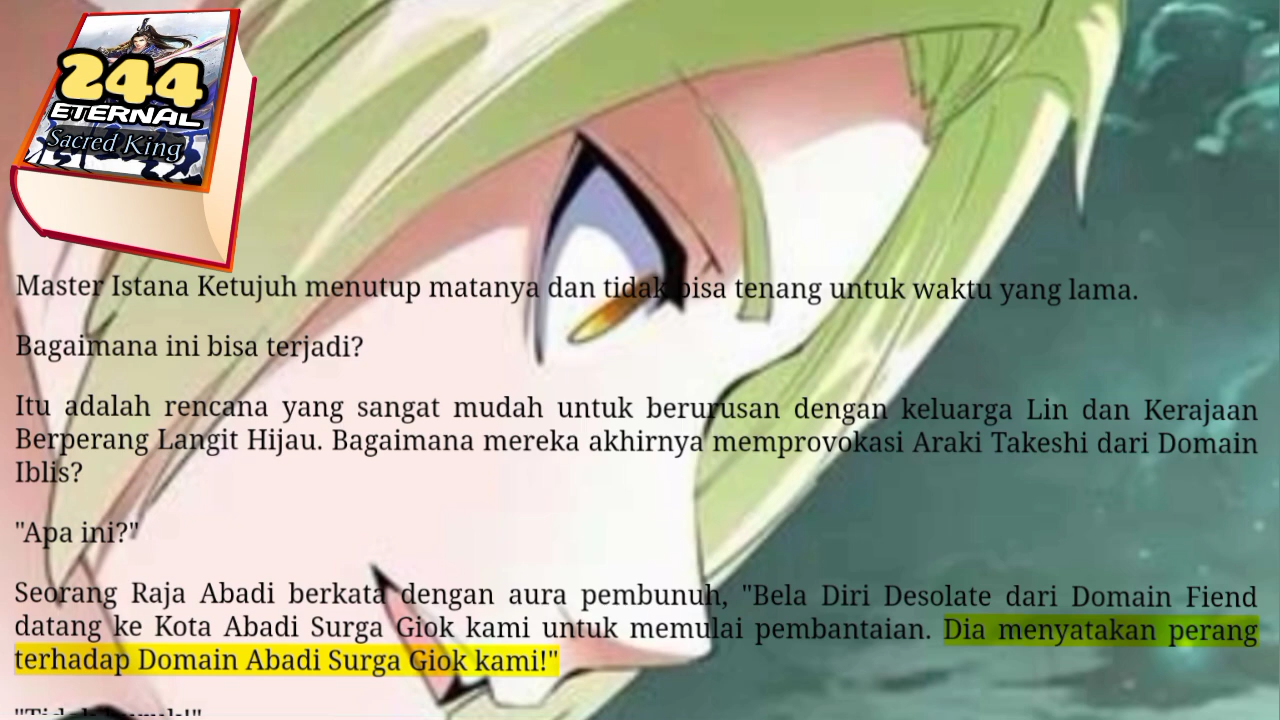 244
ETERNAL
Sacred King
Master Istana Ketujuh menutup matanya dan tidak bisa tenang untuk waktu yang lama.
Bagaimana ini bisa terjadi?
Itu adalah rencana yang sangat mudah untuk berurusan dengan keluarga Lin dan Kerajaan
Berperang Langit Hijau. Bagaimana mereka akhirnya memprovokasi Araki Takeshi dari Domain
Iblis?
"Apa ini?"
Seorang Raja Abadi berkata dengan aura pembunuh, "Bela Diri Desolate dari Domain Fiend
datang ke Kota Abadi Surga Giok kami untuk memulai pembantaian. Dia menyatakan perang
terhadap Domain Abadi Surga Giok kami!"